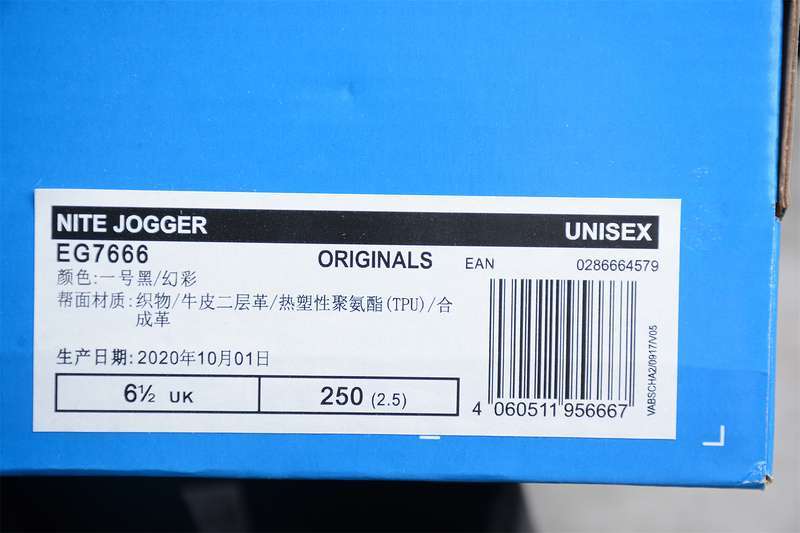 NITE JOGGER UNISEX
EG7666 ORIGINALS EAN 0286664579
颜色:一号黑/幻彩
帮面材质:织物/牛皮二层革/热塑性聚氨酯(TPU)/合
成革
生产日期:2020年10月01日
6½ UK 250 (2.5)
4 060511 956667
VABSCHA2/0917/V05